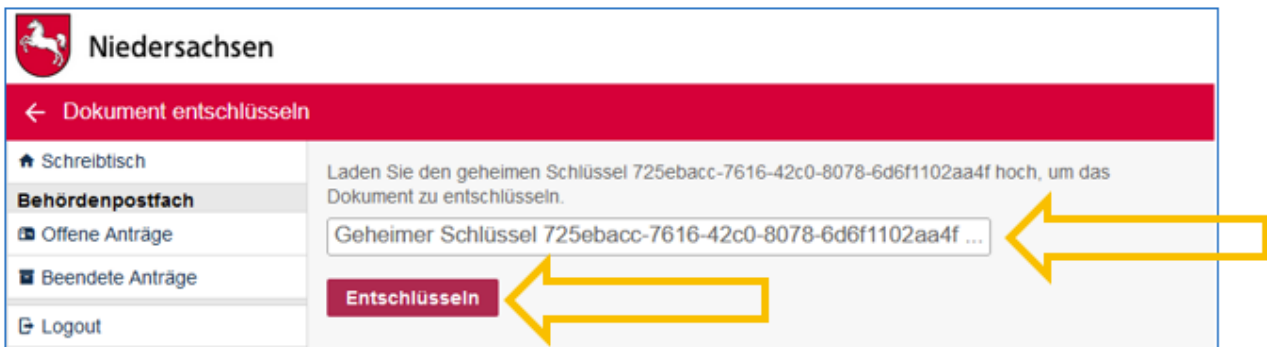 Niedersachsen
← Dokument entschlüsseln
Schreibtisch
Behördenpostfach
Offene Anträge
Beendete Anträge
Logout
Laden Sie den geheimen Schlüssel 725ebacc-7616-42c0-8078-6d6f1102aa4f hoch, um das
Dokument zu entschlüsseln.
Geheimer Schlüssel 725ebacc-7616-42c0-8078-6d6f1102aa4f ...
Entschlüsseln